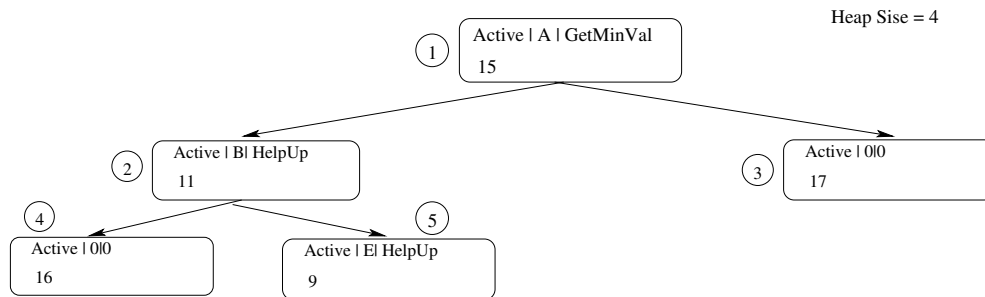 Heap Sise = 4
1
Active | A | GetMinVal
15
2
Active | B| HelpUp
11
3
Active | 0|0
17
4
Active | 0|0
16
5
Active | E| HelpUp
9